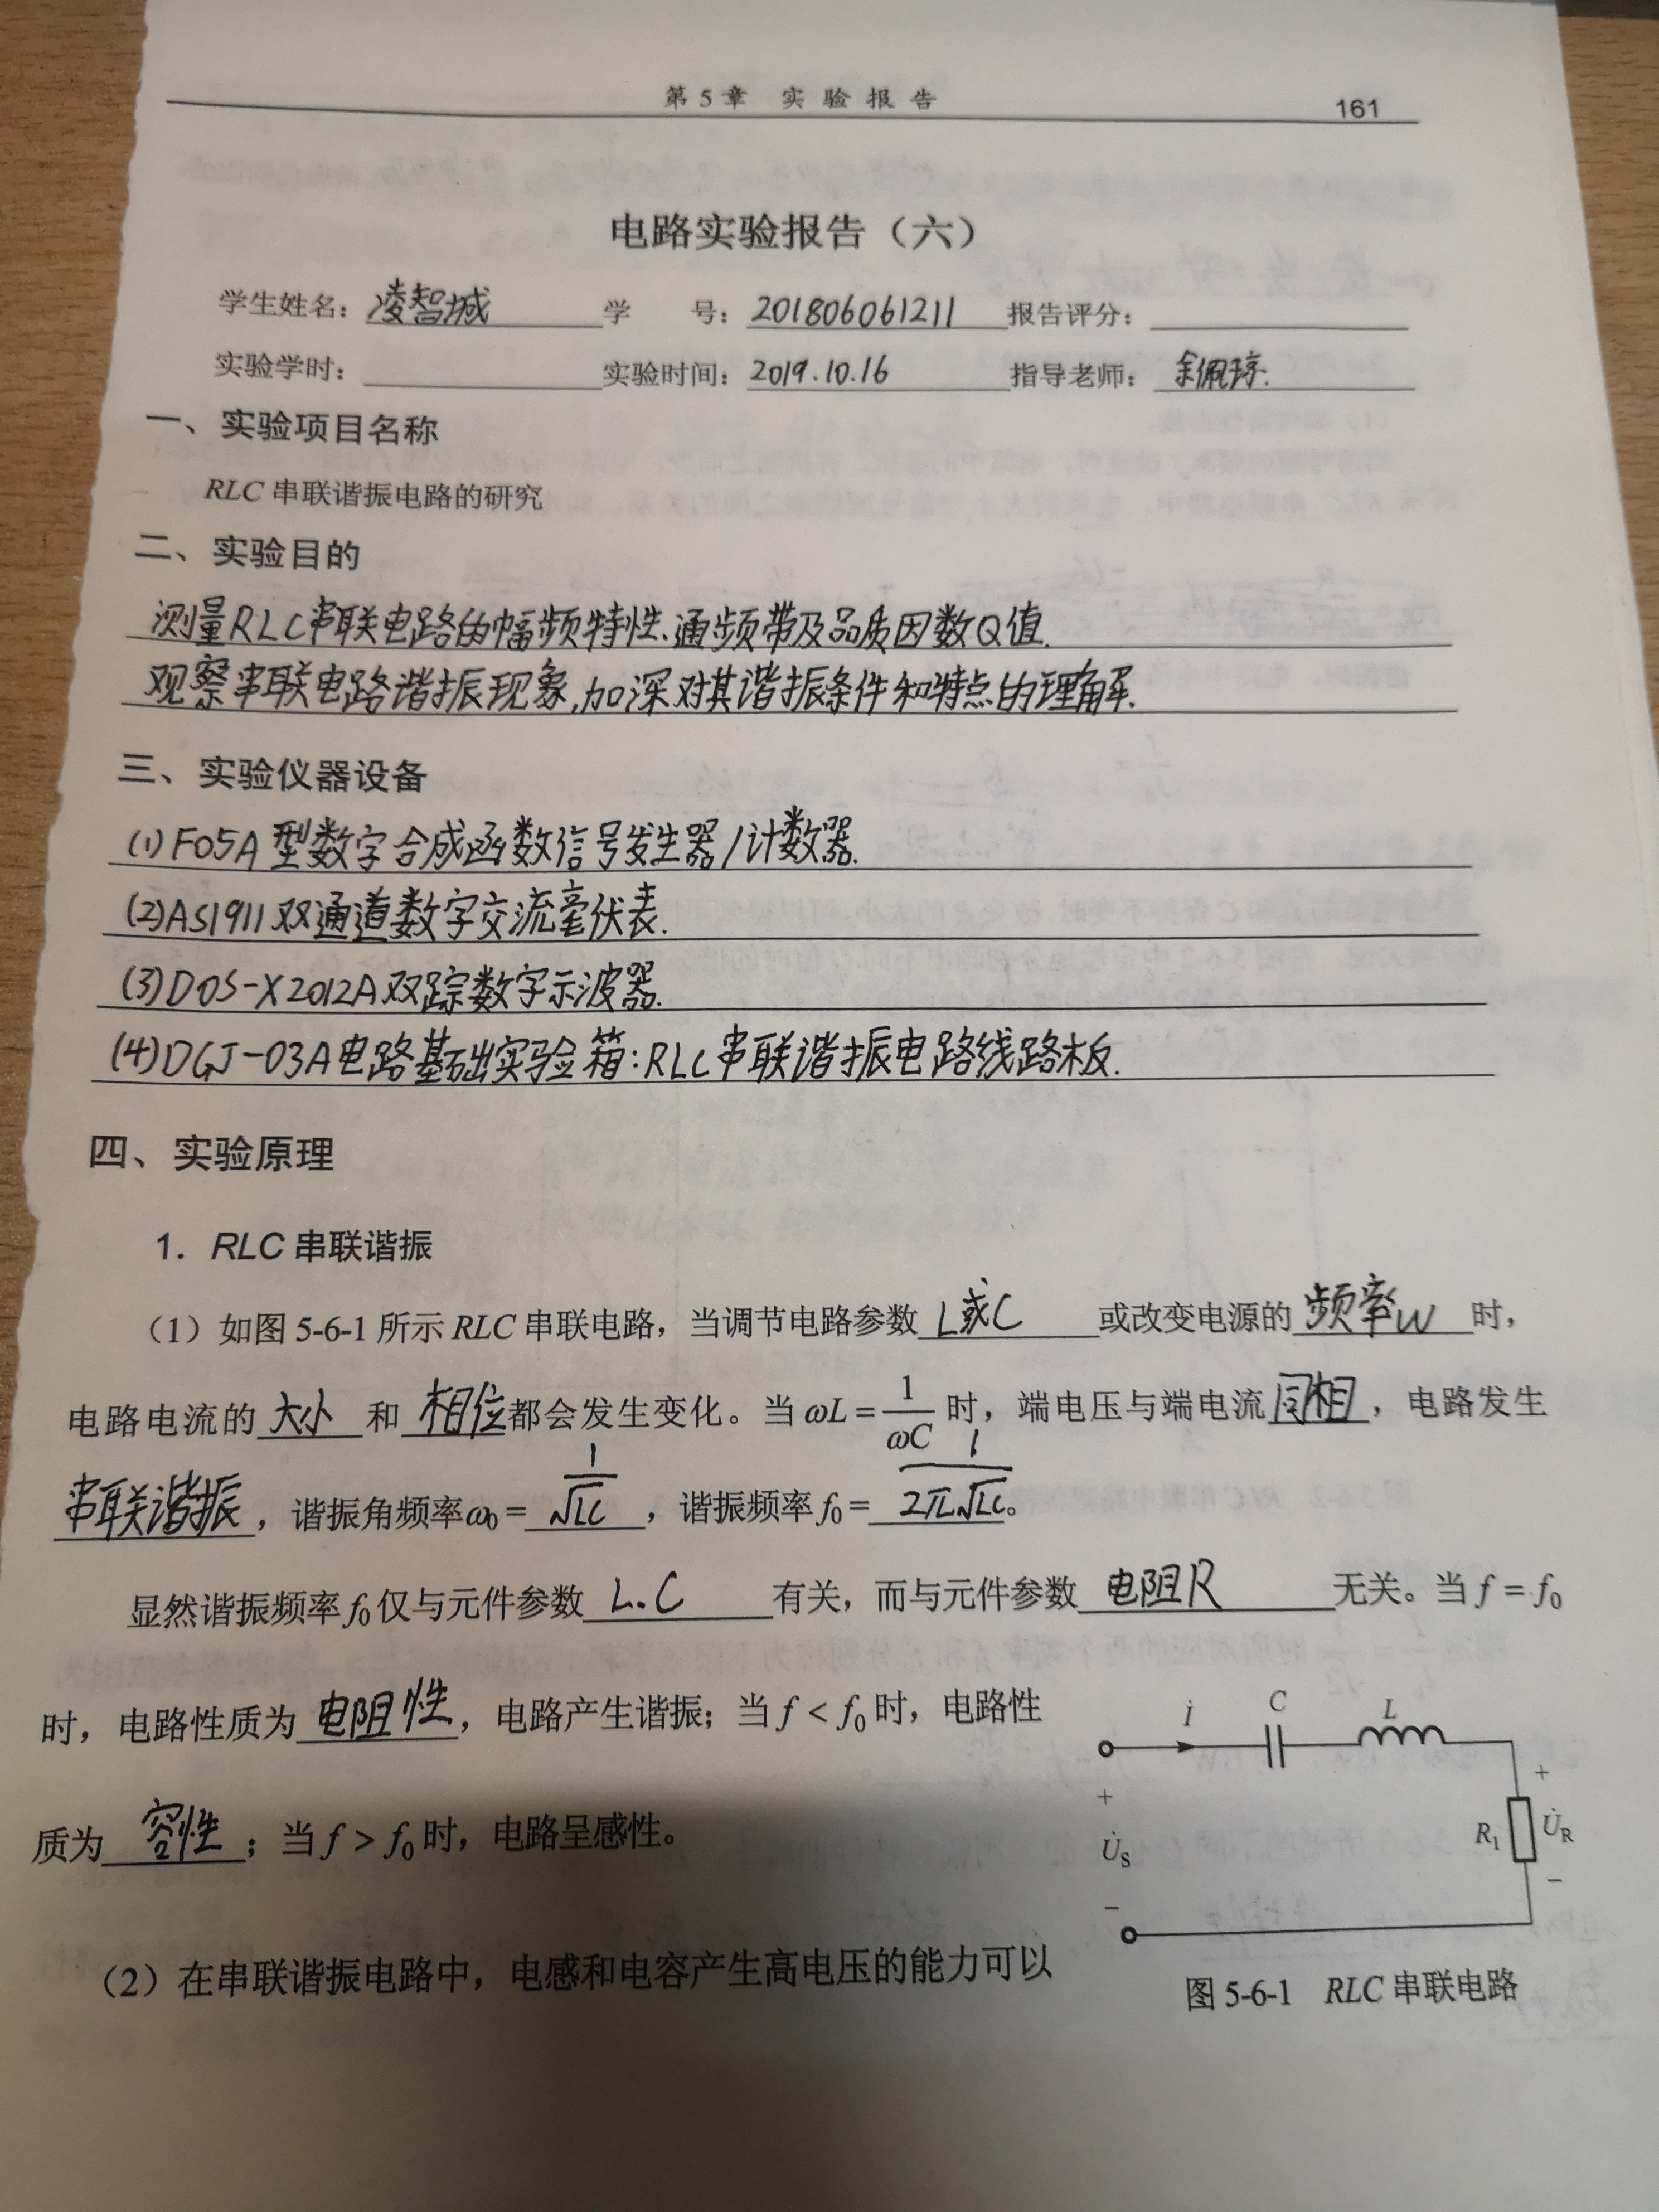 第5章 实验报告 161
电路实验报告（六）
学生姓名：凌智城 学 号：201806061211 报告评分：
实验学时： 实验时间：2019.10.16 指导老师：余佩琼
一、实验项目名称
RLC 串联谐振电路的研究
二、实验目的
测量RLC串联电路的幅频特性、通频带及品质因数Q值.
观察串联电路谐振现象,加深对其谐振条件和特点的理解.
三、实验仪器设备
(1)F05A型数字合成函数信号发生器/计数器.
(2)AS1911双通道数字交流毫伏表.
(3)DOS-X2012A双踪数字示波器.
(4)DGJ-03A电路基础实验箱:RLC串联谐振电路线路板.
四、实验原理
1. RLC 串联谐振
（1）如图 5-6-1 所示 RLC 串联电路，当调节电路参数 L或C 或改变电源的 频率w 时，
电路电流的 大小 和 相位 都会发生变化。当 ωL = 1/ωC 时，端电压与端电流 同相，电路发生
串联谐振，谐振角频率 ω₀ = 1/√LC，谐振频率 f₀ = 1/2π√LC。
显然谐振频率 f₀ 仅与元件参数 L.C 有关，而与元件参数 电阻R 无关。当 f = f₀
时，电路性质为 电阻性，电路产生谐振；当 f < f₀ 时，电路性
质为 容性；当 f > f₀ 时，电路呈感性。
（2）在串联谐振电路中，电感和电容产生高电压的能力可以
İ C L
+ U̇S −
R₁ + U̇R −
图 5-6-1 RLC 串联电路